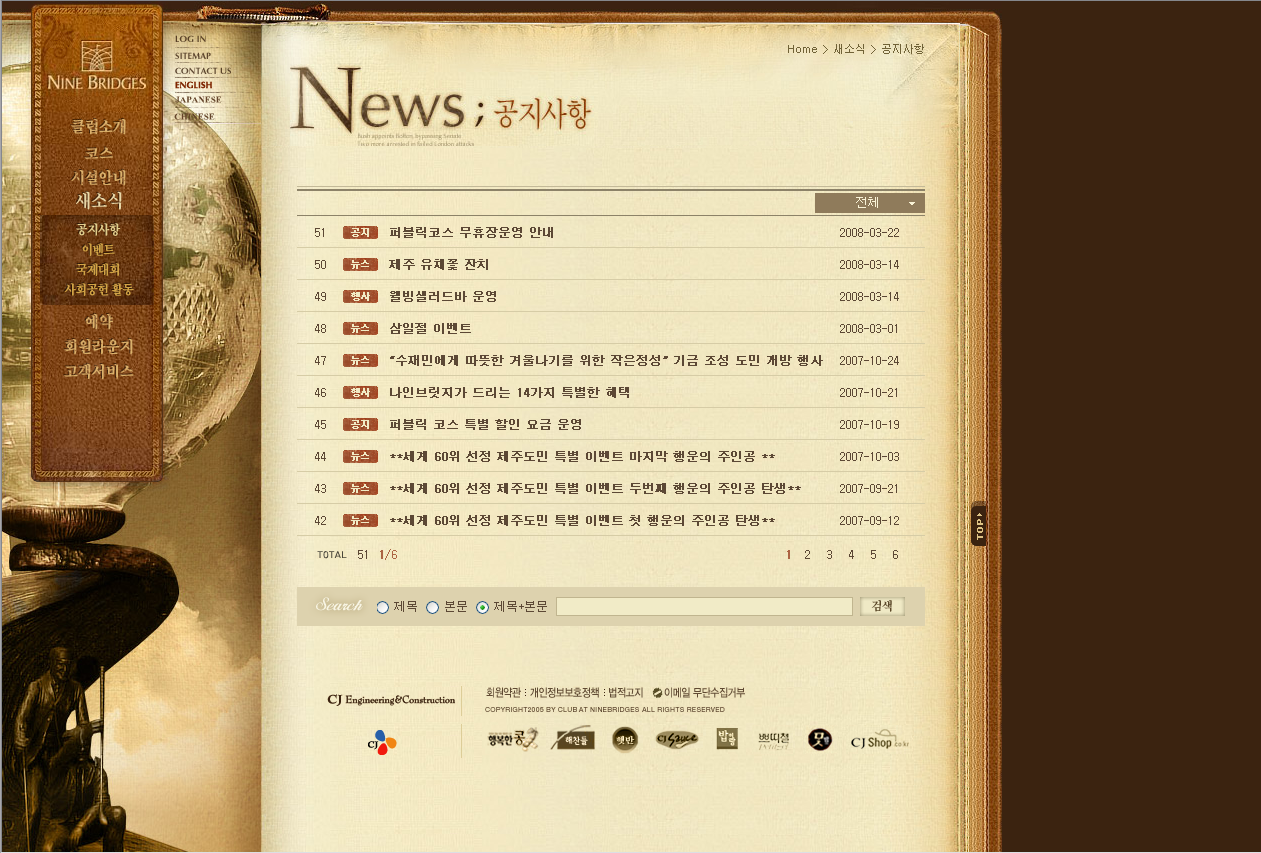 NINE BRIDGES
클럽소개
코스
시설안내
새소식
공지사항
이벤트
국제대회
사회공헌 활동
예약
회원라운지
고객서비스
LOG IN
SITEMAP
CONTACT US
ENGLISH
JAPANESE
CHINESE
Home > 새소식 > 공지사항
News ; 공지사항
Bush appoints Bolton, bypassing Senate
Two more arrested in failed London attacks
전체
51 공지 퍼블릭코스 무휴장운영 안내 2008-03-22
50 뉴스 제주 유채꽃 잔치 2008-03-14
49 행사 웰빙샐러드바 운영 2008-03-14
48 뉴스 삼일절 이벤트 2008-03-01
47 뉴스 "수재민에게 따뜻한 겨울나기를 위한 작은정성" 기금 조성 도민 개방 행사 2007-10-24
46 행사 나인브릿지가 드리는 14가지 특별한 혜택 2007-10-21
45 공지 퍼블릭 코스 특별 할인 요금 운영 2007-10-19
44 뉴스 **세계 60위 선정 제주도민 특별 이벤트 마지막 행운의 주인공 ** 2007-10-03
43 뉴스 **세계 60위 선정 제주도민 특별 이벤트 두번째 행운의 주인공 탄생** 2007-09-21
42 뉴스 **세계 60위 선정 제주도민 특별 이벤트 첫 행운의 주인공 탄생** 2007-09-12
TOTAL 51 1/6 1 2 3 4 5 6
TOP
Search 제목 본문 제목+본문 검색
CJ Engineering&Construction
회원약관 : 개인정보보호정책 : 법적고지 이메일 무단수집거부
COPYRIGHT2005 BY CLUB AT NINEBRIDGES ALL RIGHTS RESERVED
CJ
행복한콩 해찬들 햇반 CJ Sauce 쁘띠첼 CJ Shop.co.kr